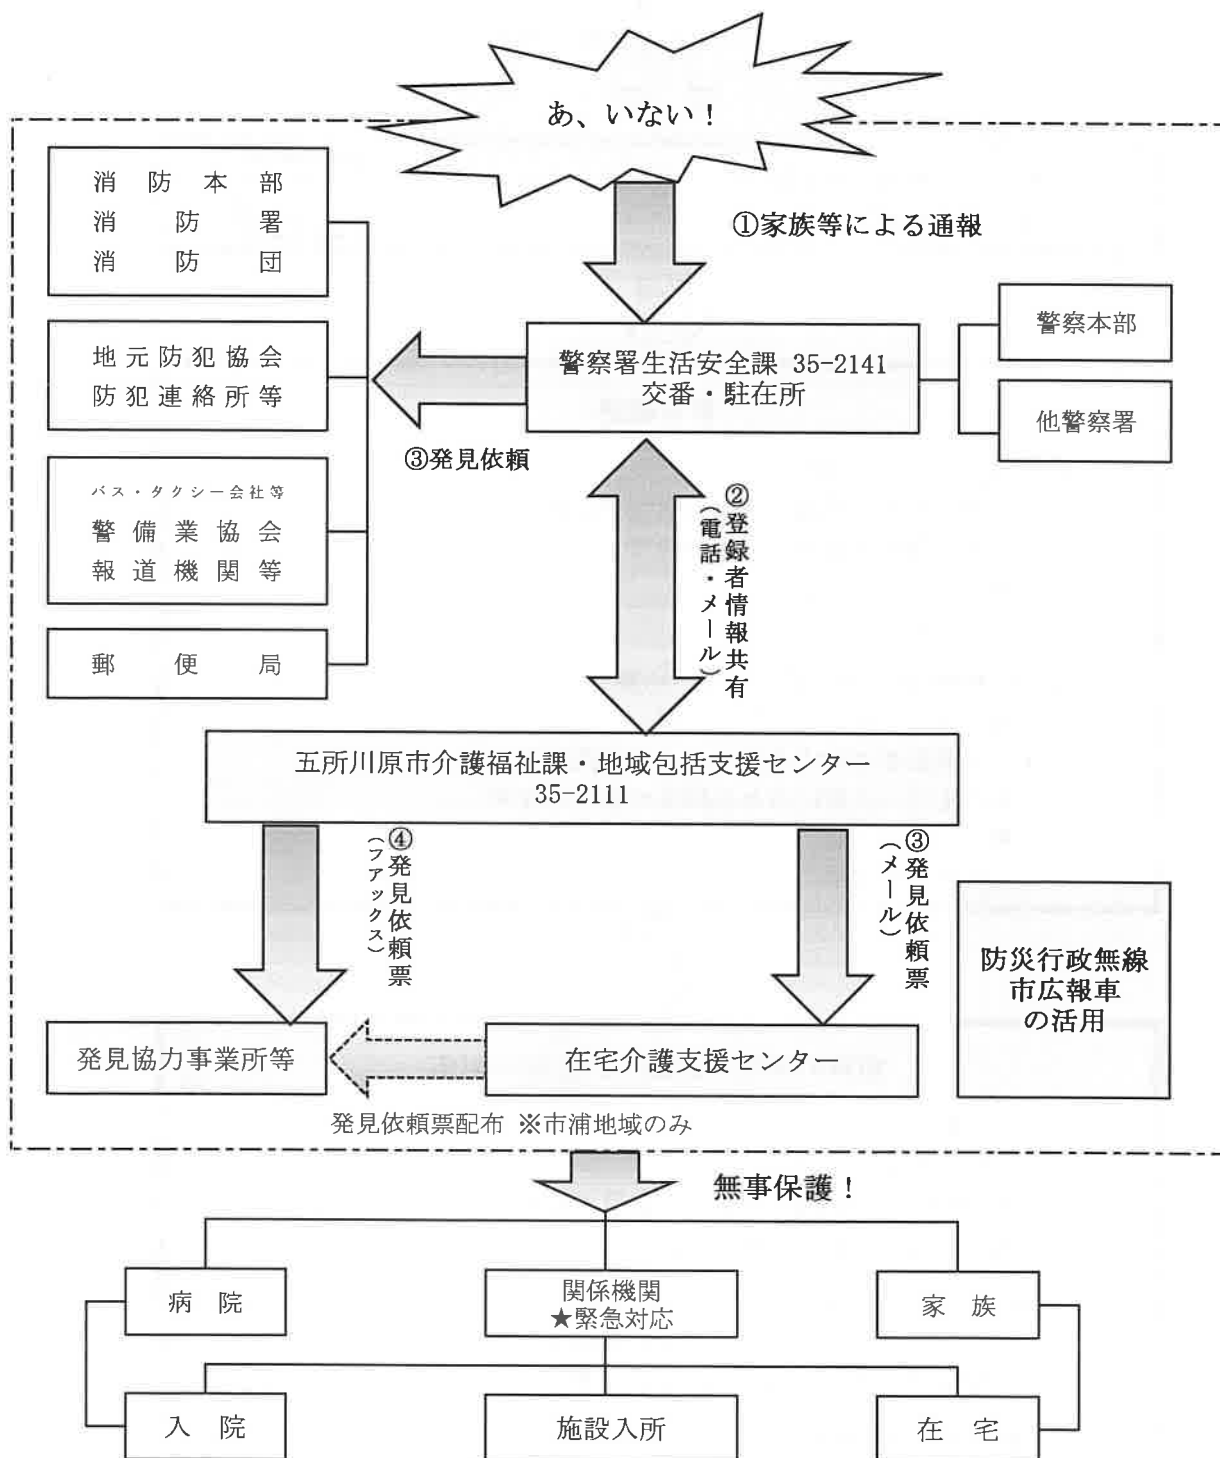 あ、いない！
①家族等による通報
消防本部
消防署
消防団
地元防犯協会
防犯連絡所等
バス・タクシー会社等
警備業協会
報道機関等
郵便局
③発見依頼
警察署生活安全課 35-2141
交番・駐在所
警察本部
他警察署
②登録者情報共有
（電話・メール）
五所川原市介護福祉課・地域包括支援センター
35-2111
④発見依頼票
（フアックス）
③発見依頼票
（メール）
防災行政無線
市広報車
の活用
発見協力事業所等
在宅介護支援センター
発見依頼票配布 ※市浦地域のみ
無事保護！
病院
関係機関
★緊急対応
家族
入院
施設入所
在宅